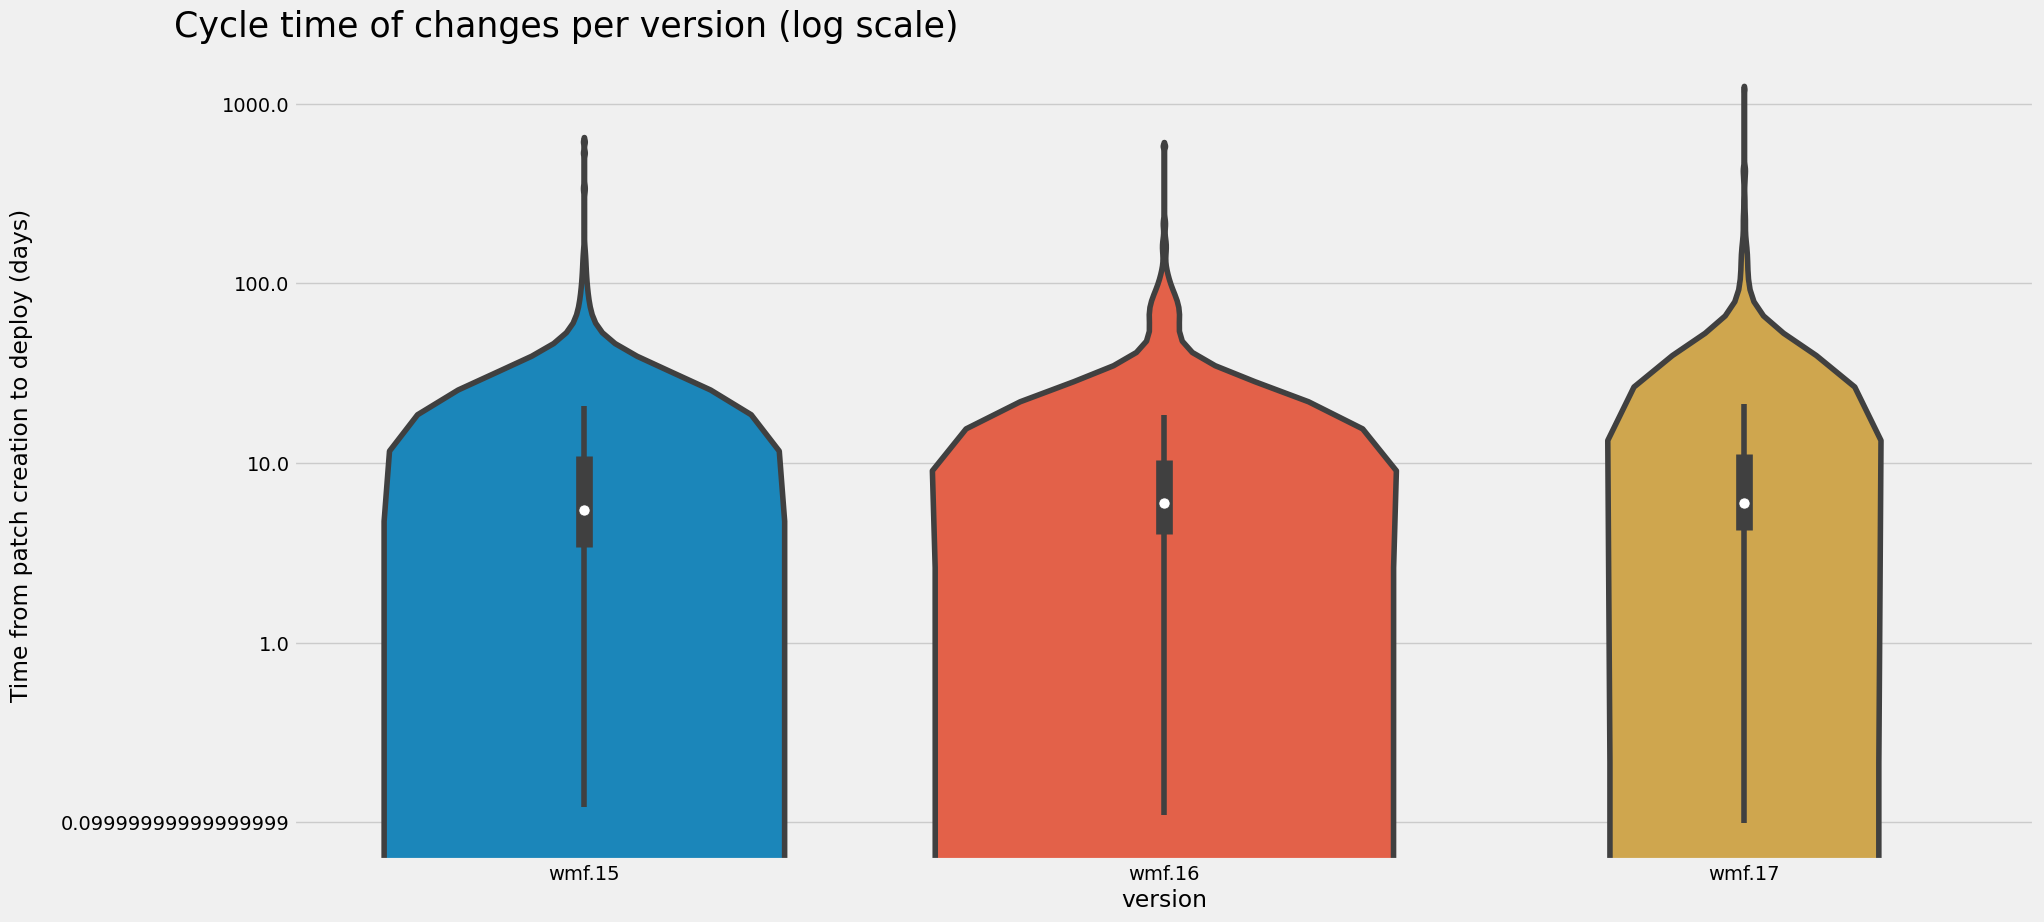 Cycle time of changes per version (log scale)
Time from patch creation to deploy (days)
1000.0
100.0
10.0
1.0
0.09999999999999999
wmf.15
wmf.16
wmf.17
version